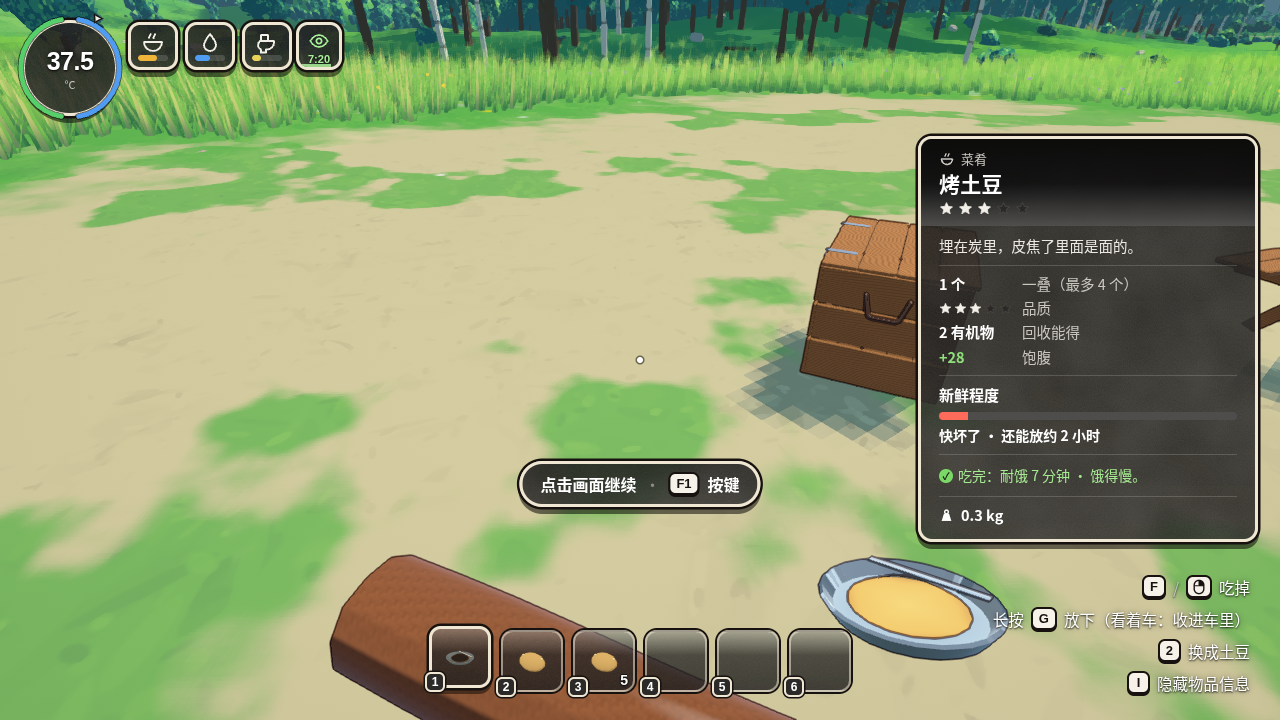 37.5
°C
7:20
菜肴
烤土豆
埋在炭里，皮焦了里面是面的。
1 个 一叠（最多 4 个）
品质
2 有机物 回收能得
+28 饱腹
新鲜程度
快坏了 · 还能放约 2 小时
吃完：耐饿 7 分钟 · 饿得慢。
0.3 kg
点击画面继续 · F1 按键
F / 吃掉
长按 G 放下（看着车：收进车里）
2 换成土豆
I 隐藏物品信息
5
1 2 3 4 5 6